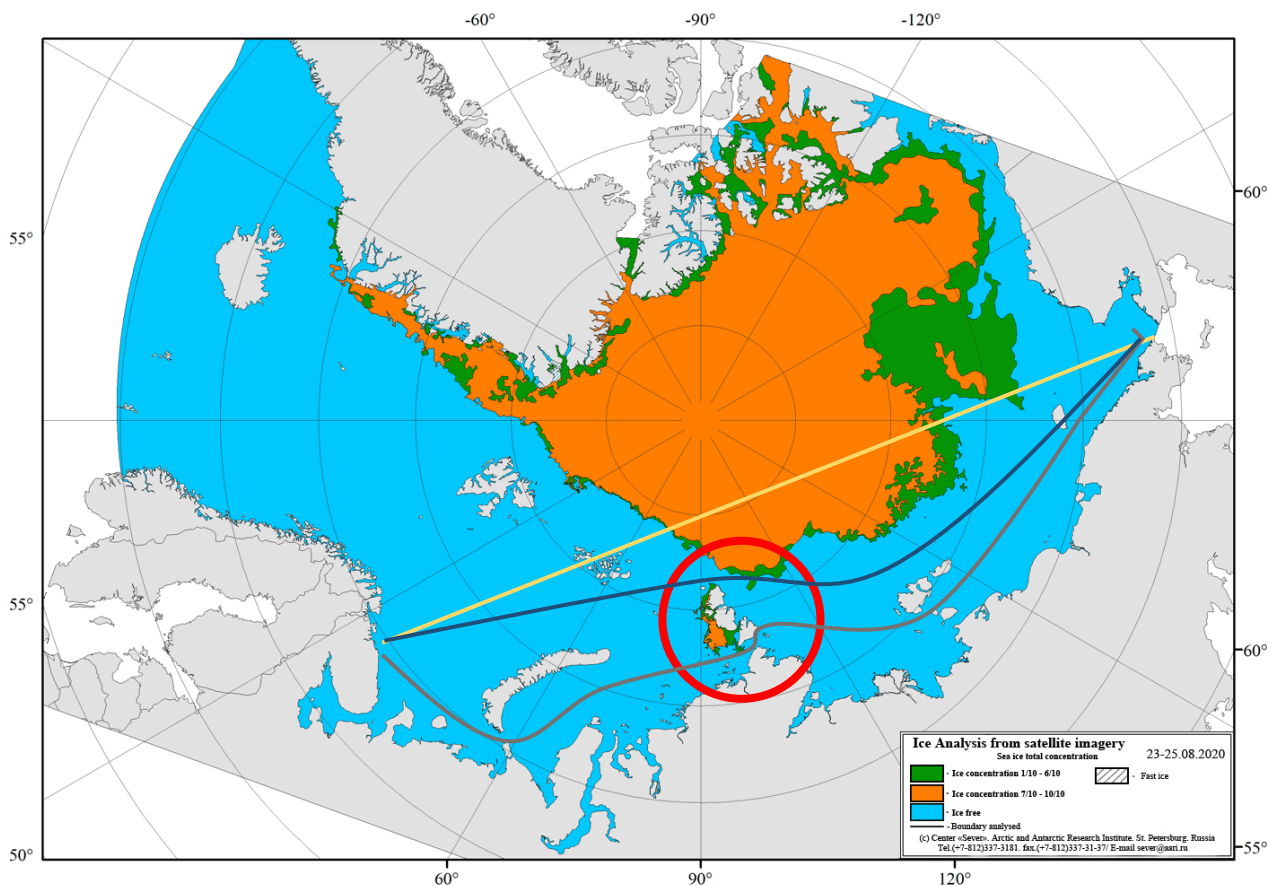 -60°
-90°
-120°
55°
60°
55°
60°
50°
55°
60°
90°
120°
Ice Analysis from satellite imagery
Sea ice total concentration
23-25.08.2020
- Ice concentration 1/10 - 6/10
- Fast ice
- Ice concentration 7/10 - 10/10
- Ice free
- Boundary analysed
(c) Center «Sever». Arctic and Antarctic Research Institute. St. Petersburg. Russia
Tel.(+7-812)337-3181. fax.(+7-812)337-31-37/ E-mail sever@aari.ru